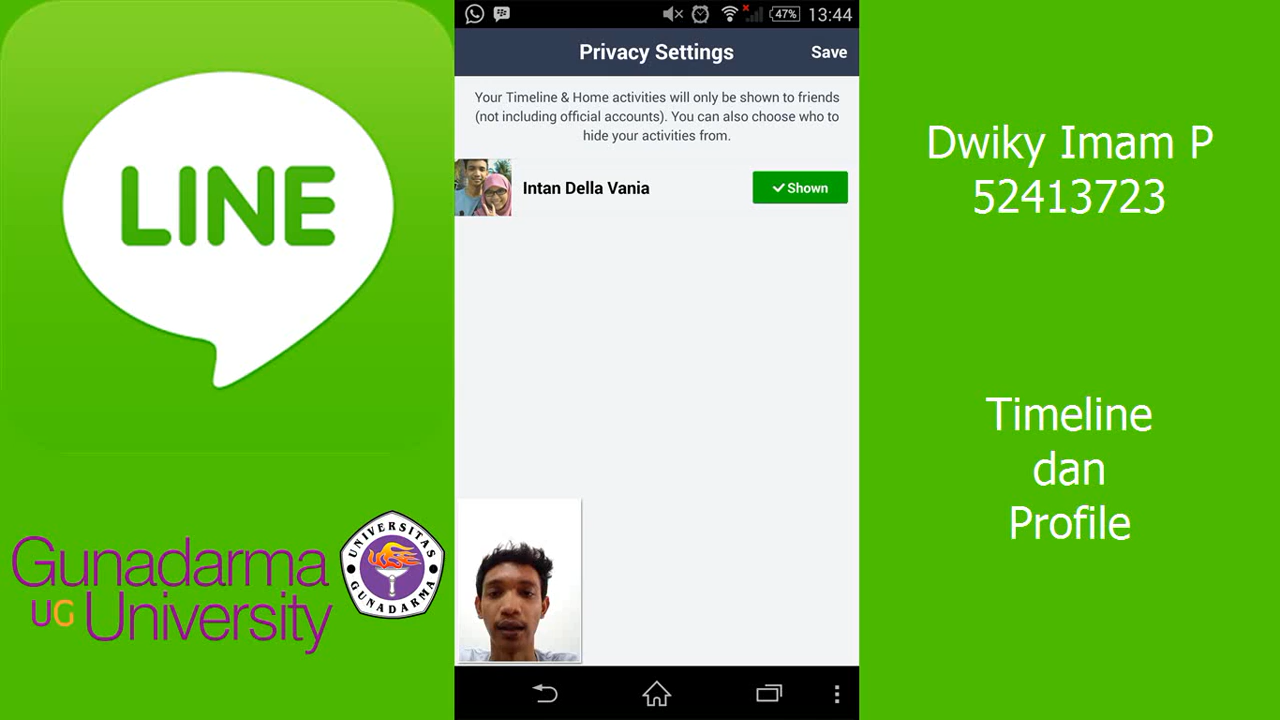 LINE
Gunadarma
UG University
UNIVERSITAS
GUNADARMA
47% 13:44
Privacy Settings
Save
Your Timeline & Home activities will only be shown to friends
(not including official accounts). You can also choose who to
hide your activities from.
Intan Della Vania
Shown
Dwiky Imam P
52413723
Timeline
dan
Profile